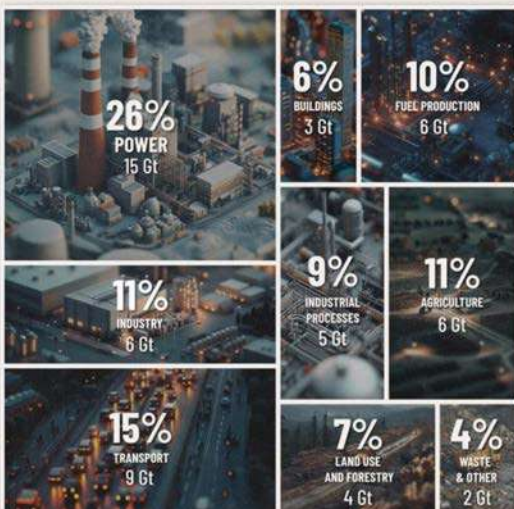 26%
POWER
15 Gt
6%
BUILDINGS
3 Gt
10%
FUEL PRODUCTION
6 Gt
11%
INDUSTRY
6 Gt
9%
INDUSTRIAL
PROCESSES
5 Gt
11%
AGRICULTURE
6 Gt
15%
TRANSPORT
9 Gt
7%
LAND USE
AND FORESTRY
4 Gt
4%
WASTE
& OTHER
2 Gt